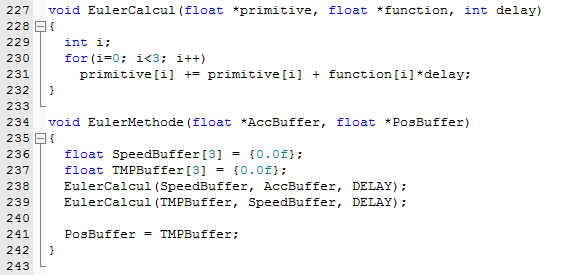 227 void EulerCalcul(float *primitive, float *function, int delay)
228 {
229 int i;
230 for(i=0; i<3; i++)
231 primitive[i] += primitive[i] + function[i]*delay;
232 }
233
234 void EulerMethode(float *AccBuffer, float *PosBuffer)
235 {
236 float SpeedBuffer[3] = {0.0f};
237 float TMPBuffer[3] = {0.0f};
238 EulerCalcul(SpeedBuffer, AccBuffer, DELAY);
239 EulerCalcul(TMPBuffer, SpeedBuffer, DELAY);
240
241 PosBuffer = TMPBuffer;
242 }
243